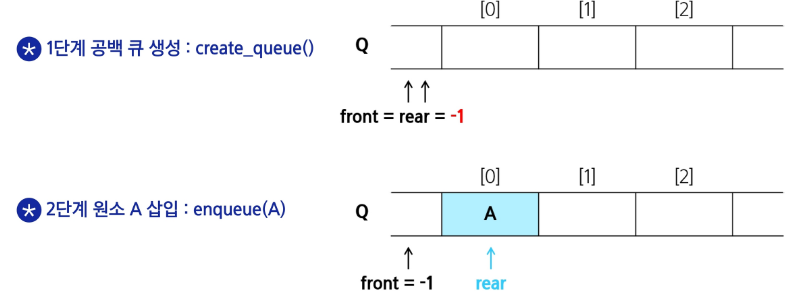 [0] [1] [2]
* 1단계 공백 큐 생성 : create_queue() Q
front = rear = -1
[0] [1] [2]
* 2단계 원소 A 삽입 : enqueue(A) Q A
front = -1 rear